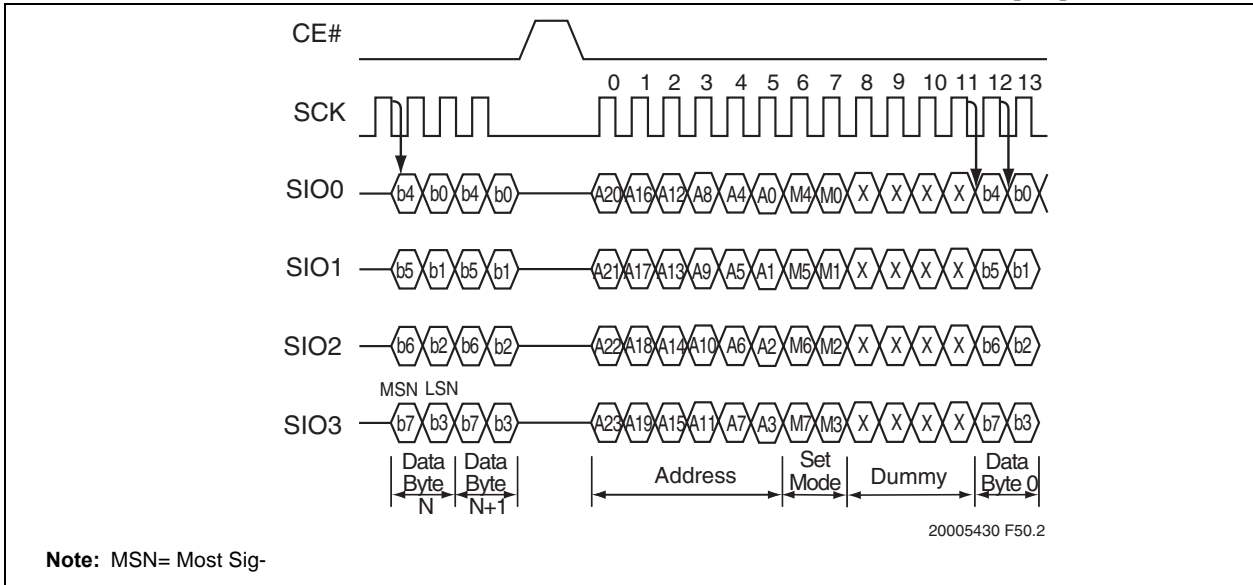 CE#
0 1 2 3 4 5 6 7 8 9 10 11 12 13
SCK
SIO0 b4 b0 b4 b0 A20 A16 A12 A8 A4 A0 M4 M0 X X X X b4 b0
SIO1 b5 b1 b5 b1 A21 A17 A13 A9 A5 A1 M5 M1 X X X X b5 b1
SIO2 b6 b2 b6 b2 A22 A18 A14 A10 A6 A2 M6 M2 X X X X b6 b2
MSN LSN
SIO3 b7 b3 b7 b3 A23 A19 A15 A11 A7 A3 M7 M3 X X X X b7 b3
Data Data Set Data
Byte Byte Address Mode Dummy Byte 0
N N+1
20005430 F50.2
Note: MSN= Most Sig-